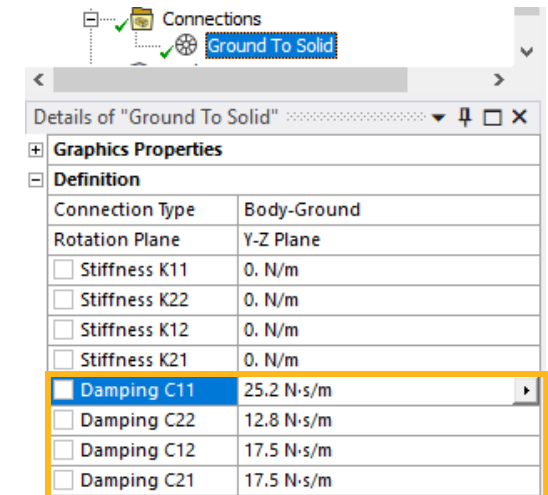 Connections
Ground To Solid
Details of "Ground To Solid"
Graphics Properties
Definition
Connection Type Body-Ground
Rotation Plane Y-Z Plane
Stiffness K11 0. N/m
Stiffness K22 0. N/m
Stiffness K12 0. N/m
Stiffness K21 0. N/m
Damping C11 25.2 N·s/m
Damping C22 12.8 N·s/m
Damping C12 17.5 N·s/m
Damping C21 17.5 N·s/m